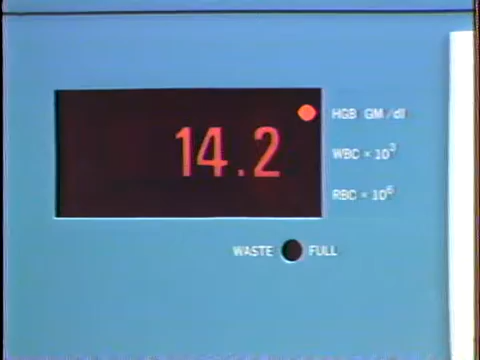 HGB GM/dl
14.2
WBC × 10³
RBC × 10⁶
WASTE FULL